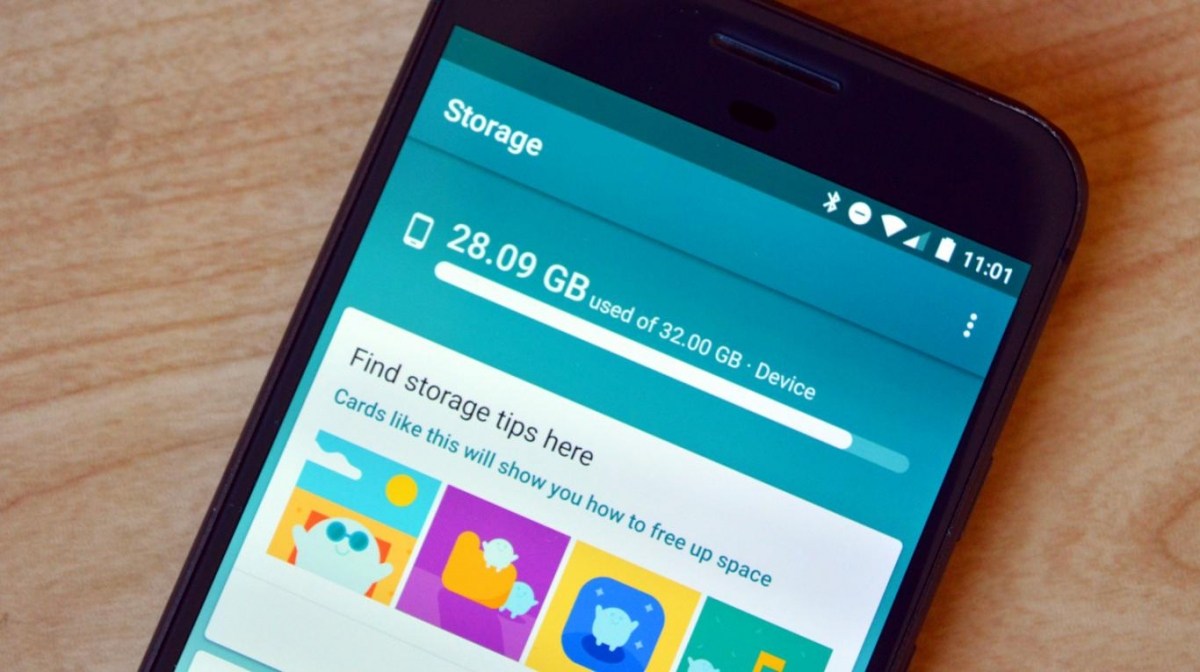 11:01
Storage
28.09 GB used of 32.00 GB · Device
Find storage tips here
Cards like this will show you how to free up space